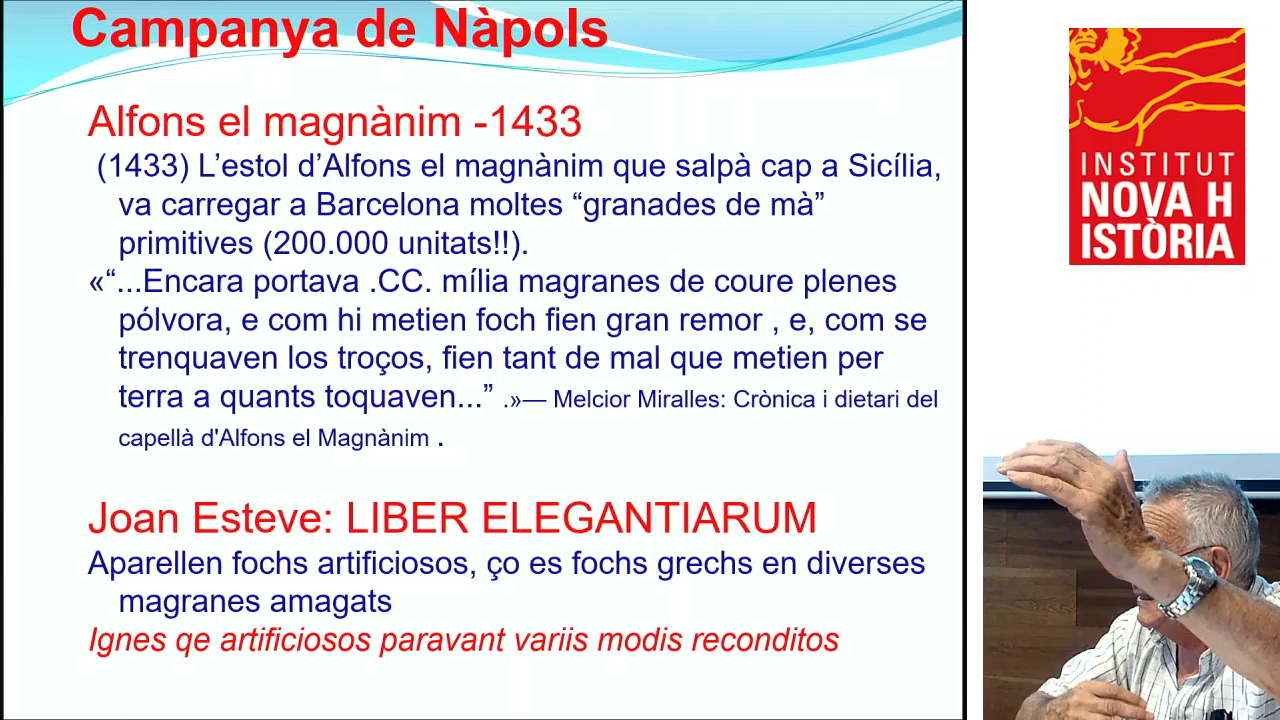 Campanya de Nàpols
Alfons el magnànim -1433
(1433) L’estol d’Alfons el magnànim que salpà cap a Sicília,
va carregar a Barcelona moltes “granades de mà”
primitives (200.000 unitats!!).
«“...Encara portava .CC. mília magranes de coure plenes
pólvora, e com hi metien foch fien gran remor , e, com se
trenquaven los troços, fien tant de mal que metien per
terra a quants toquaven...” .»— Melcior Miralles: Crònica i dietari del
capellà d'Alfons el Magnànim .
Joan Esteve: LIBER ELEGANTIARUM
Aparellen fochs artificiosos, ço es fochs grechs en diverses
magranes amagats
Ignes qe artificiosos paravant variis modis reconditos
INSTITUT
NOVA H
ISTÒRIA